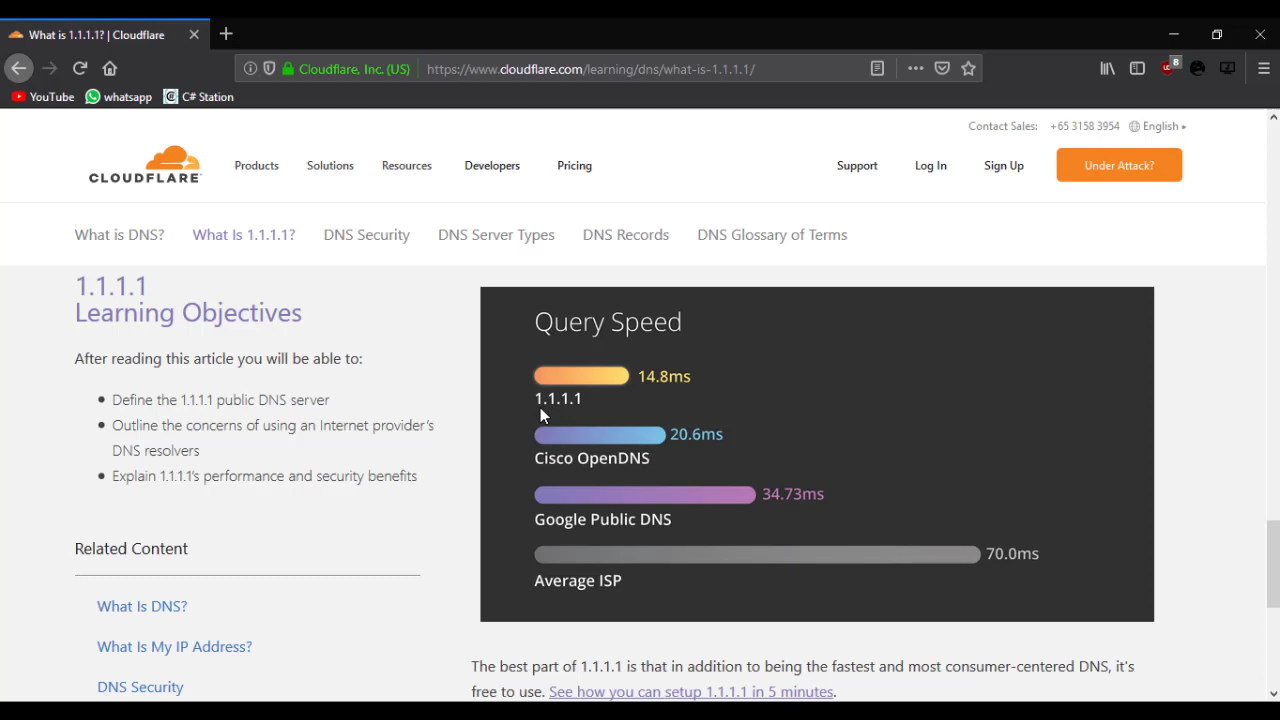 What is 1.1.1.1? | Cloudflare
Cloudflare, Inc. (US)
https://www.cloudflare.com/learning/dns/what-is-1.1.1.1/
8
YouTube
whatsapp
C# Station
Contact Sales: +65 3158 3954 English
CLOUDFLARE
Products Solutions Resources Developers Pricing
Support Log In Sign Up Under Attack?
What is DNS? What Is 1.1.1.1? DNS Security DNS Server Types DNS Records DNS Glossary of Terms
1.1.1.1
Learning Objectives
After reading this article you will be able to:
Define the 1.1.1.1 public DNS server
Outline the concerns of using an Internet provider's
DNS resolvers
Explain 1.1.1.1's performance and security benefits
Related Content
What Is DNS?
What Is My IP Address?
DNS Security
Query Speed
14.8ms
1.1.1.1
20.6ms
Cisco OpenDNS
34.73ms
Google Public DNS
70.0ms
Average ISP
The best part of 1.1.1.1 is that in addition to being the fastest and most consumer-centered DNS, it's
free to use. See how you can setup 1.1.1.1 in 5 minutes.